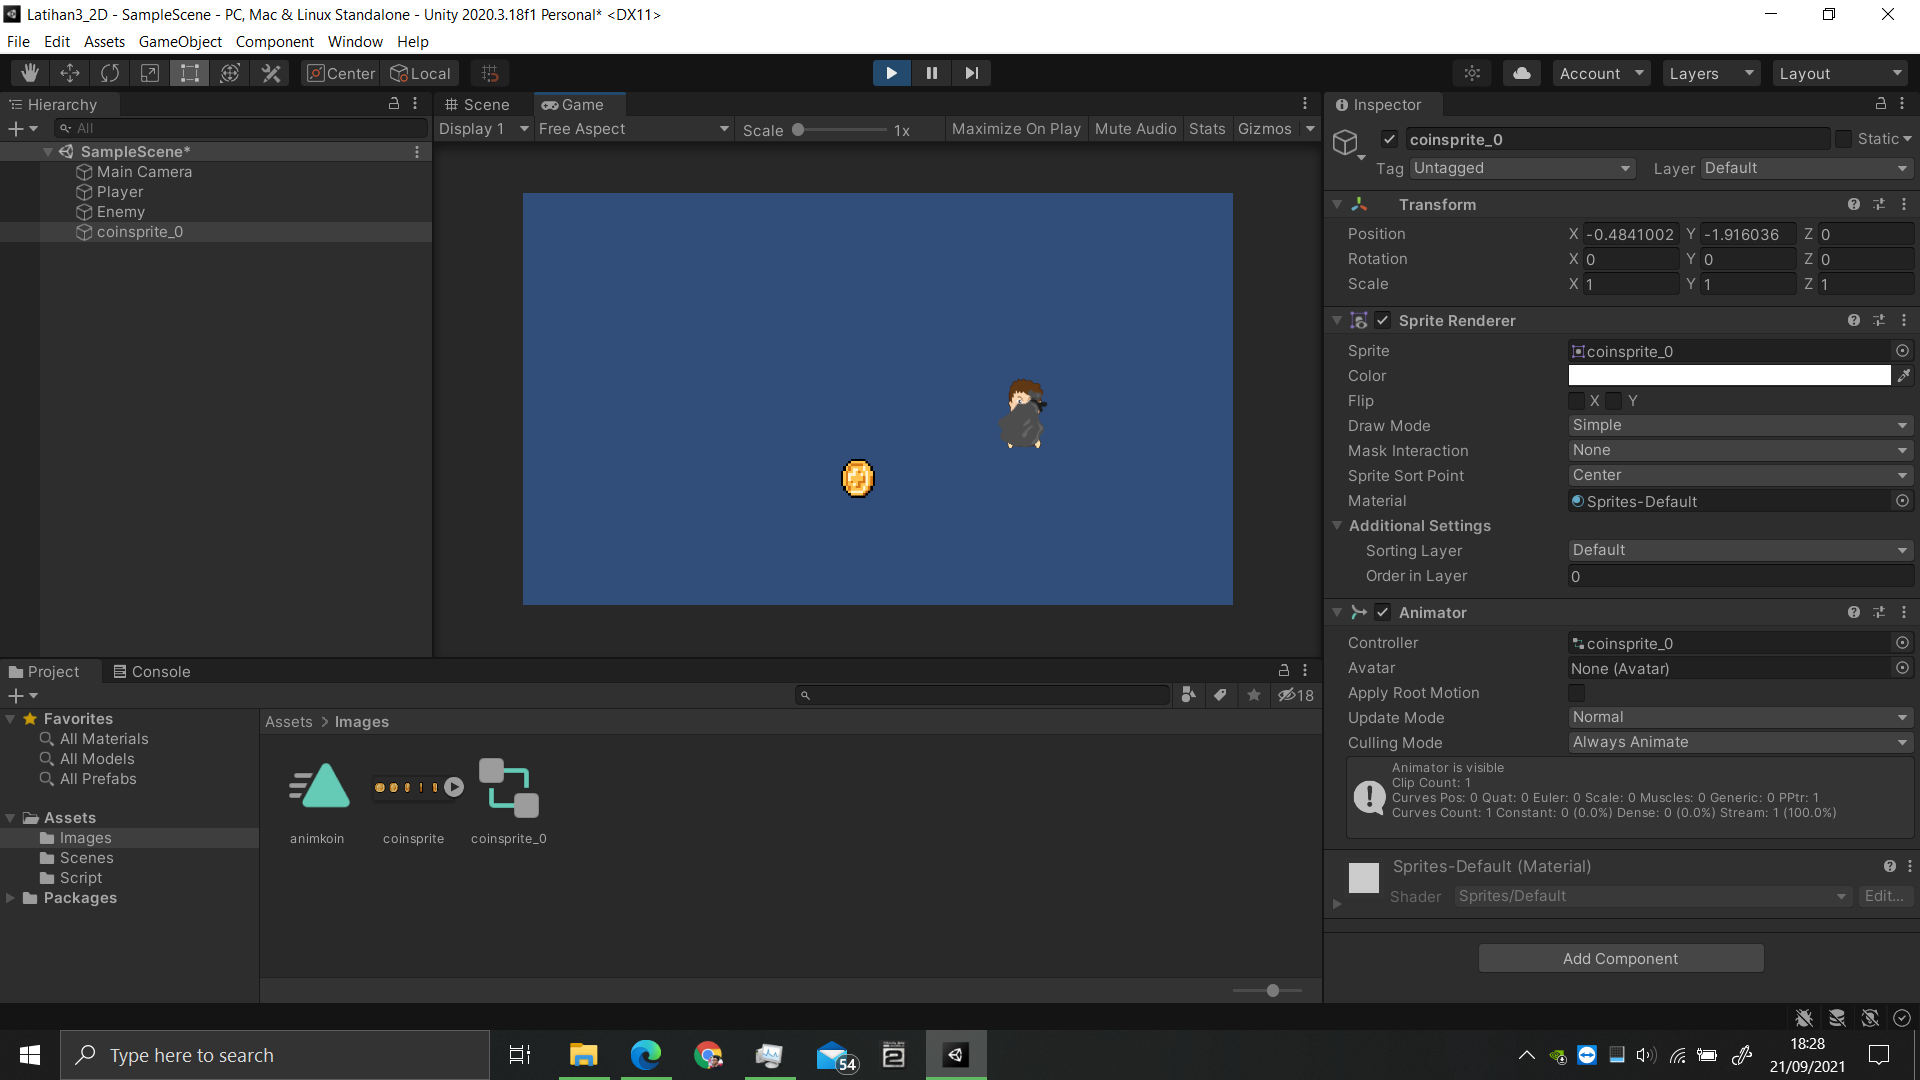 Latihan3_2D - SampleScene - PC, Mac & Linux Standalone - Unity 2020.3.18f1 Personal* <DX11>
File Edit Assets GameObject Component Window Help
Center Local Account Layers Layout
Hierarchy
All
SampleScene*
Main Camera
Player
Enemy
coinsprite_0
Scene Game
Display 1 Free Aspect Scale 1x Maximize On Play Mute Audio Stats Gizmos
Inspector
coinsprite_0 Static
Tag Untagged Layer Default
Transform
Position X -0.4841002 Y -1.916036 Z 0
Rotation X 0 Y 0 Z 0
Scale X 1 Y 1 Z 1
Sprite Renderer
Sprite coinsprite_0
Color
Flip X Y
Draw Mode Simple
Mask Interaction None
Sprite Sort Point Center
Material Sprites-Default
Additional Settings
Sorting Layer Default
Order in Layer 0
Animator
Controller coinsprite_0
Avatar None (Avatar)
Apply Root Motion
Update Mode Normal
Culling Mode Always Animate
Animator is visible
Clip Count: 1
Curves Pos: 0 Quat: 0 Euler: 0 Scale: 0 Muscles: 0 Generic: 0 PPtr: 1
Curves Count: 1 Constant: 0 (0.0%) Dense: 0 (0.0%) Stream: 1 (100.0%)
Sprites-Default (Material)
Shader Sprites/Default Edit...
Add Component
Project Console
18
Favorites
All Materials
All Models
All Prefabs
Assets
Images
Scenes
Script
Packages
Assets > Images
animkoin coinsprite coinsprite_0
Type here to search
54
18:28
21/09/2021